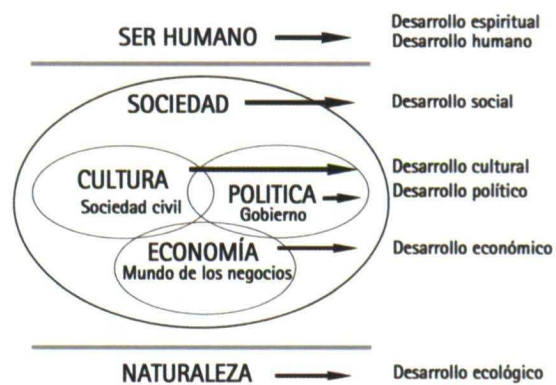 SER HUMANO
Desarrollo espiritual
Desarrollo humano
SOCIEDAD
Desarrollo social
CULTURA
Sociedad civil
Desarrollo cultural
POLITICA
Gobierno
Desarrollo político
ECONOMÍA
Mundo de los negocios
Desarrollo económico
NATURALEZA
Desarrollo ecológico